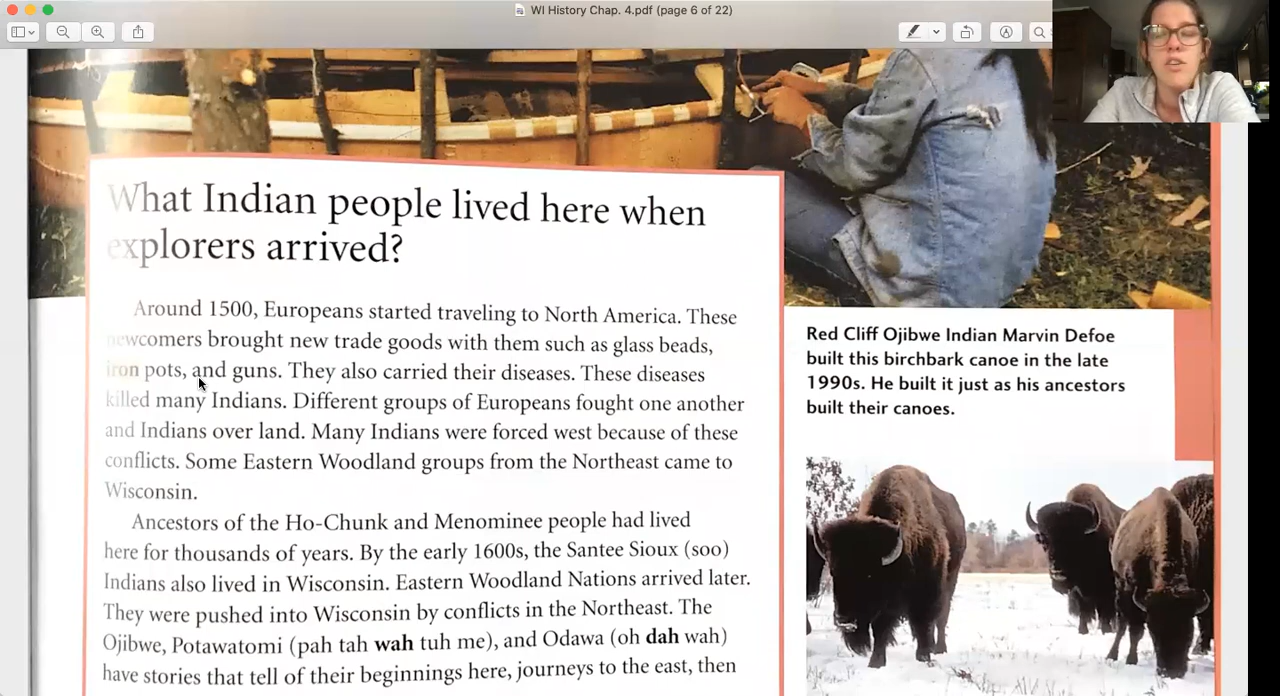 WI History Chap. 4.pdf (page 6 of 22)
What Indian people lived here when
explorers arrived?
Around 1500, Europeans started traveling to North America. These
newcomers brought new trade goods with them such as glass beads,
iron pots, and guns. They also carried their diseases. These diseases
killed many Indians. Different groups of Europeans fought one another
and Indians over land. Many Indians were forced west because of these
conflicts. Some Eastern Woodland groups from the Northeast came to
Wisconsin.
Ancestors of the Ho-Chunk and Menominee people had lived
here for thousands of years. By the early 1600s, the Santee Sioux (soo)
Indians also lived in Wisconsin. Eastern Woodland Nations arrived later.
They were pushed into Wisconsin by conflicts in the Northeast. The
Ojibwe, Potawatomi (pah tah wah tuh me), and Odawa (oh dah wah)
have stories that tell of their beginnings here, journeys to the east, then
Red Cliff Ojibwe Indian Marvin Defoe
built this birchbark canoe in the late
1990s. He built it just as his ancestors
built their canoes.